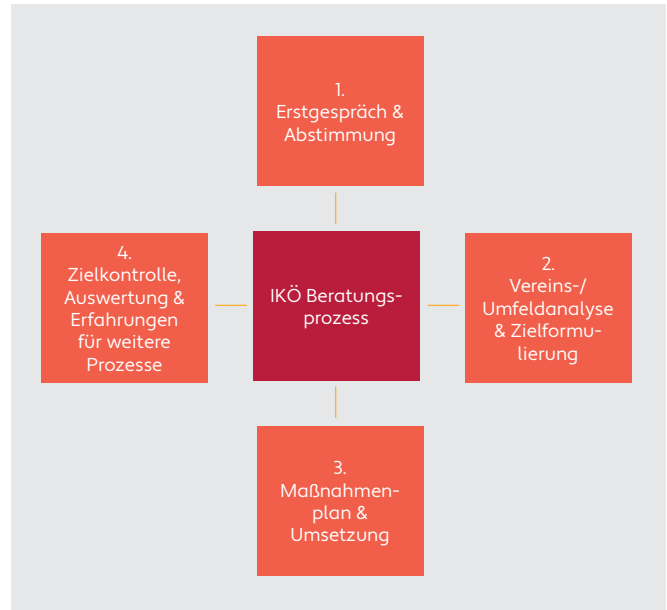 1.
Erstgespräch &
Abstimmung
4.
Zielkontrolle,
Auswertung &
Erfahrungen
für weitere
Prozesse
IKÖ Beratungs-
prozess
2.
Vereins-/
Umfeldanalyse
& Zielformu-
lierung
3.
Maßnahmen-
plan &
Umsetzung